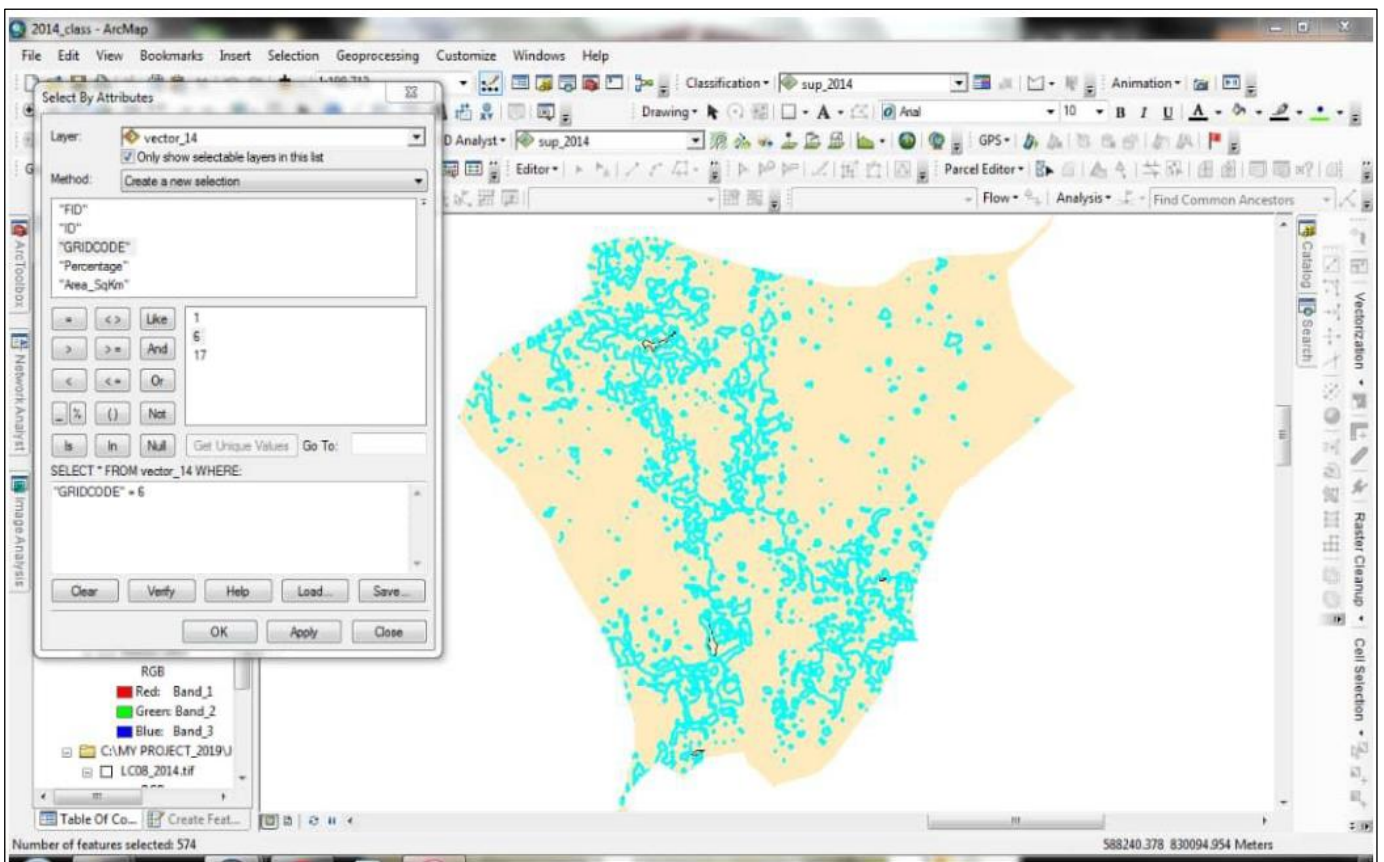 2014_class - ArcMap
File Edit View Bookmarks Insert Selection Geoprocessing Customize Windows Help
Classification sup_2014 Animation
Drawing A Arial 10 B I U A
D Analyst sup_2014 GPS
Editor Parcel Editor
Flow Analysis Find Common Ancestors
Select By Attributes
Layer: vector_14
Only show selectable layers in this list
Method: Create a new selection
"FID"
"ID"
"GRIDCODE"
"Percentage"
"Area_SqKm"
= < > Like
> > = And
< < = Or
_ % () Not
Is In Null Get Unique Values Go To:
1
6
17
SELECT * FROM vector_14 WHERE:
"GRIDCODE" = 6
Clear Verify Help Load... Save...
OK Apply Close
RGB
Red: Band_1
Green: Band_2
Blue: Band_3
C:\MY PROJECT_2019\J
LC08_2014.tif
Table Of Co... Create Feat...
Number of features selected: 574
588240.378 830094.954 Meters
ArcToolbox
Network Analyst
Image Analysis
Catalog
Search
Vectorization
Raster Cleanup
Cell Selection